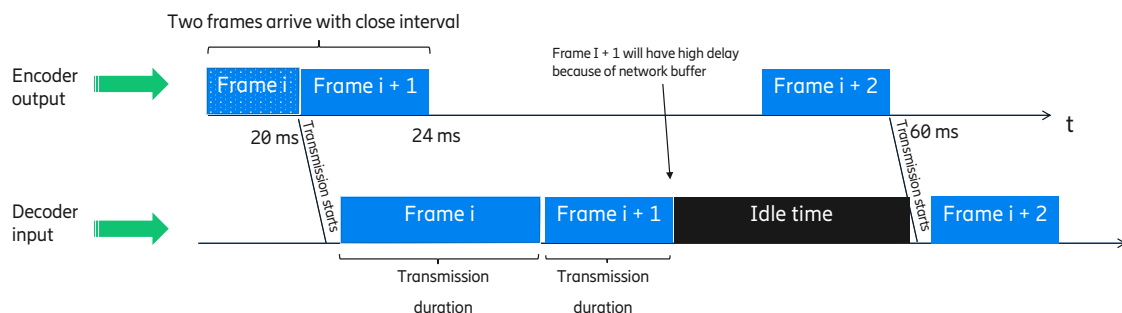 Two frames arrive with close interval
Frame I + 1 will have high delay
because of network buffer
Encoder
output
Frame i
Frame i + 1
Frame i + 2
20 ms
24 ms
60 ms
t
Transmission starts
Transmission starts
Decoder
input
Frame i
Frame i + 1
Idle time
Frame i + 2
Transmission
duration
Transmission
duration